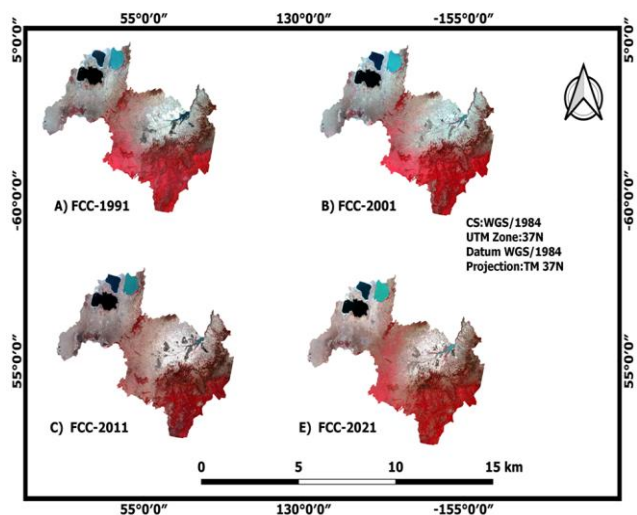 55°0'0" 130°0'0" -155°0'0"
5°0'0" 5°0'0"
A) FCC-1991 B) FCC-2001
-60°0'0" -60°0'0"
CS:WGS/1984
UTM Zone:37N
Datum WGS/1984
Projection:TM 37N
55°0'0" 55°0'0"
C) FCC-2011 E) FCC-2021
0 5 10 15 km
55°0'0" 130°0'0" -155°0'0"